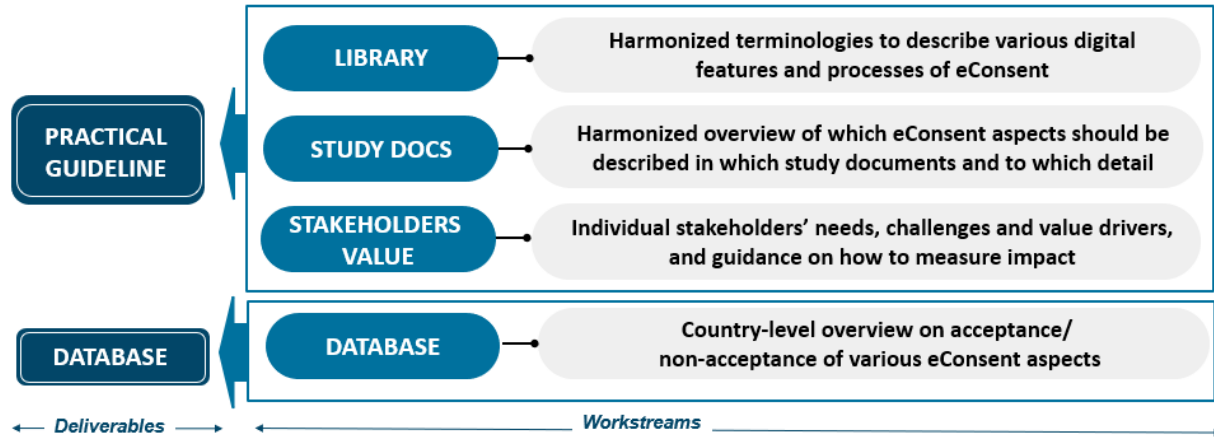 LIBRARY
Harmonized terminologies to describe various digital
features and processes of eConsent
PRACTICAL
GUIDELINE
STUDY DOCS
Harmonized overview of which eConsent aspects should be
described in which study documents and to which detail
STAKEHOLDERS
VALUE
Individual stakeholders’ needs, challenges and value drivers,
and guidance on how to measure impact
DATABASE
DATABASE
Country-level overview on acceptance/
non-acceptance of various eConsent aspects
Deliverables
Workstreams